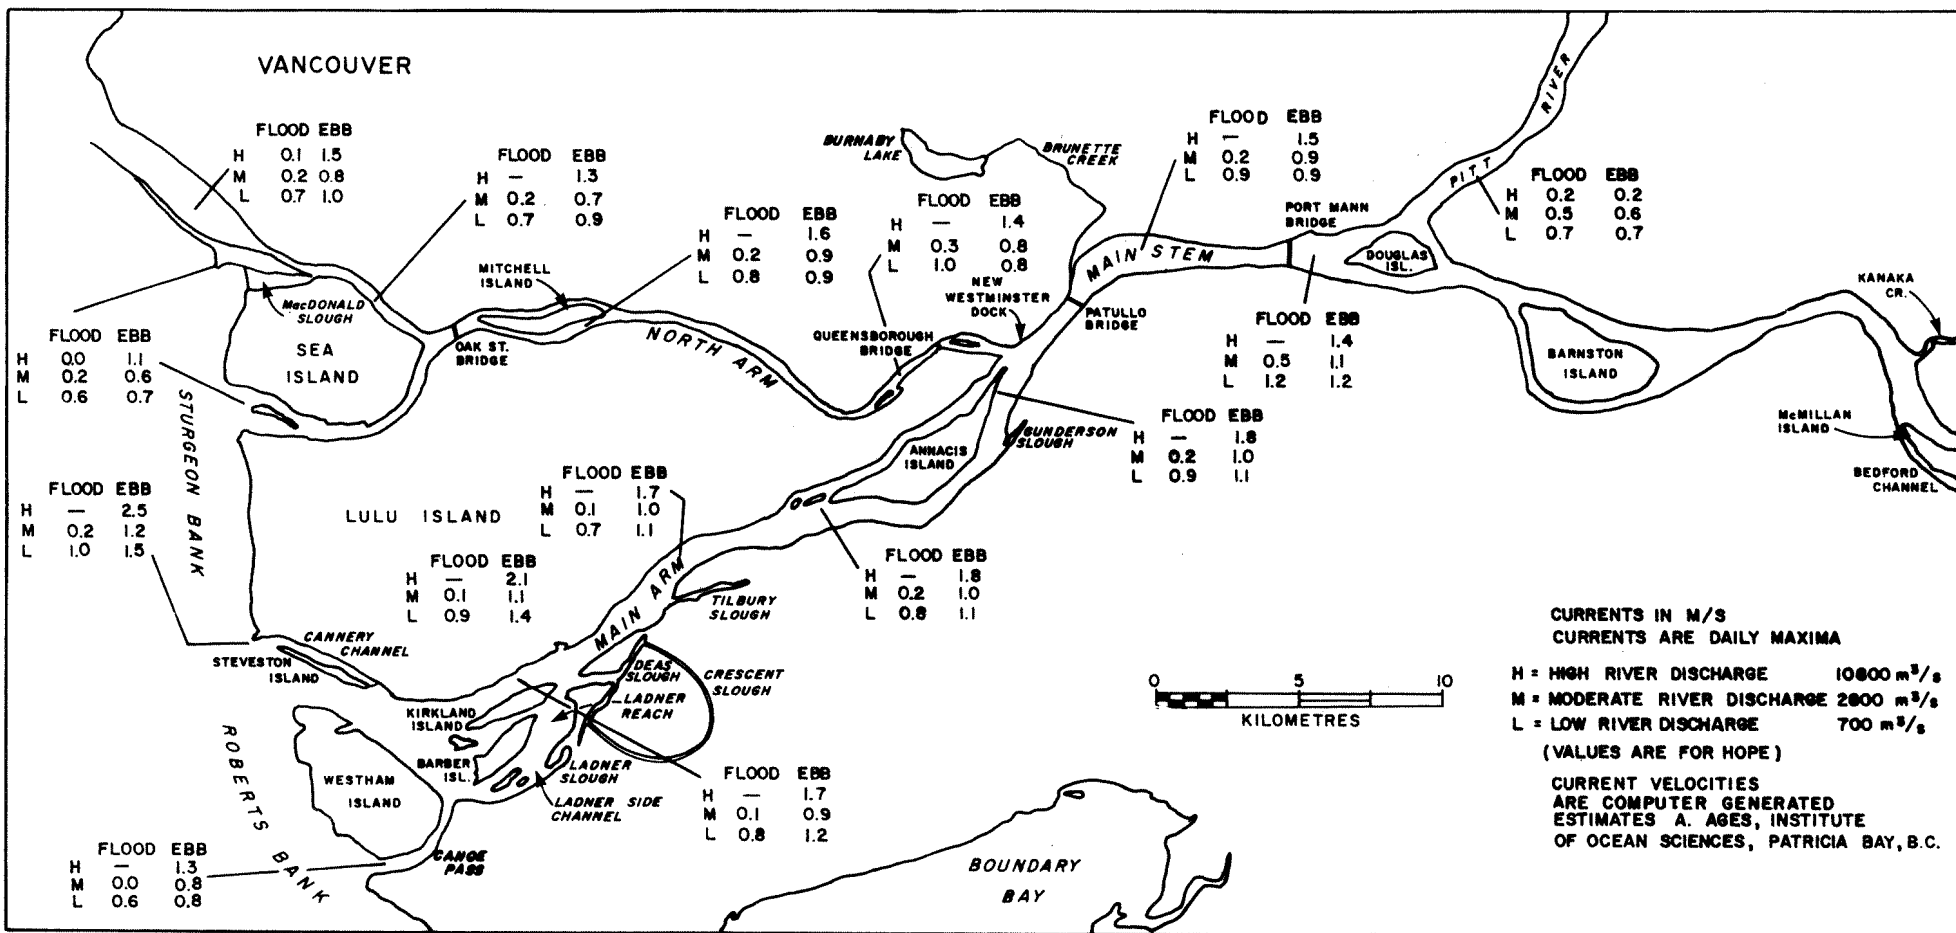 VANCOUVER
FLOOD EBB
H 0.1 1.5
M 0.2 0.8
L 0.7 1.0
FLOOD EBB
H — 1.3
M 0.2 0.7
L 0.7 0.9
FLOOD EBB
H — 1.6
M 0.2 0.9
L 0.8 0.9
BURNABY
LAKE
BRUNETTE
CREEK
FLOOD EBB
H — 1.4
M 0.3 0.8
L 1.0 0.8
FLOOD EBB
H — 1.5
M 0.2 0.9
L 0.9 0.9
PITT RIVER
FLOOD EBB
H 0.2 0.2
M 0.5 0.6
L 0.7 0.7
PORT MANN
BRIDGE
MAIN STEM
DOUGLAS
ISL.
KANAKA
CR.
MITCHELL
ISLAND
MacDONALD
SLOUGH
NEW
WESTMINSTER
DOCK
PATULLO
BRIDGE
QUEENSBOROUGH
BRIDGE
NORTH ARM
OAK ST.
BRIDGE
SEA
ISLAND
FLOOD EBB
H 0.0 1.1
M 0.2 0.6
L 0.6 0.7
FLOOD EBB
H — 1.4
M 0.5 1.1
L 1.2 1.2
BARNSTON
ISLAND
McMILLAN
ISLAND
BEDFORD
CHANNEL
STURGEON BANK
ANNACIS
ISLAND
GUNDERSON
SLOUGH
FLOOD EBB
H — 1.8
M 0.2 1.0
L 0.9 1.1
FLOOD EBB
H — 2.5
M 0.2 1.2
L 1.0 1.5
LULU ISLAND
FLOOD EBB
H — 1.7
M 0.1 1.0
L 0.7 1.1
FLOOD EBB
H — 2.1
M 0.1 1.1
L 0.9 1.4
MAIN ARM
TILBURY
SLOUGH
FLOOD EBB
H — 1.8
M 0.2 1.0
L 0.8 1.1
CANNERY
CHANNEL
STEVESTON
ISLAND
DEAS
SLOUGH
CRESCENT
SLOUGH
LADNER
REACH
KIRKLAND
ISLAND
BARBER
ISL.
LADNER
SLOUGH
LADNER SIDE
CHANNEL
WESTHAM
ISLAND
ROBERTS BANK
CANOE
PASS
FLOOD EBB
H — 1.7
M 0.1 0.9
L 0.8 1.2
FLOOD EBB
H — 1.3
M 0.0 0.8
L 0.6 0.8
BOUNDARY
BAY
0 5 10
KILOMETRES
CURRENTS IN M/S
CURRENTS ARE DAILY MAXIMA
H = HIGH RIVER DISCHARGE 10800 m³/s
M = MODERATE RIVER DISCHARGE 2800 m³/s
L = LOW RIVER DISCHARGE 700 m³/s
(VALUES ARE FOR HOPE)
CURRENT VELOCITIES
ARE COMPUTER GENERATED
ESTIMATES A. AGES, INSTITUTE
OF OCEAN SCIENCES, PATRICIA BAY, B.C.